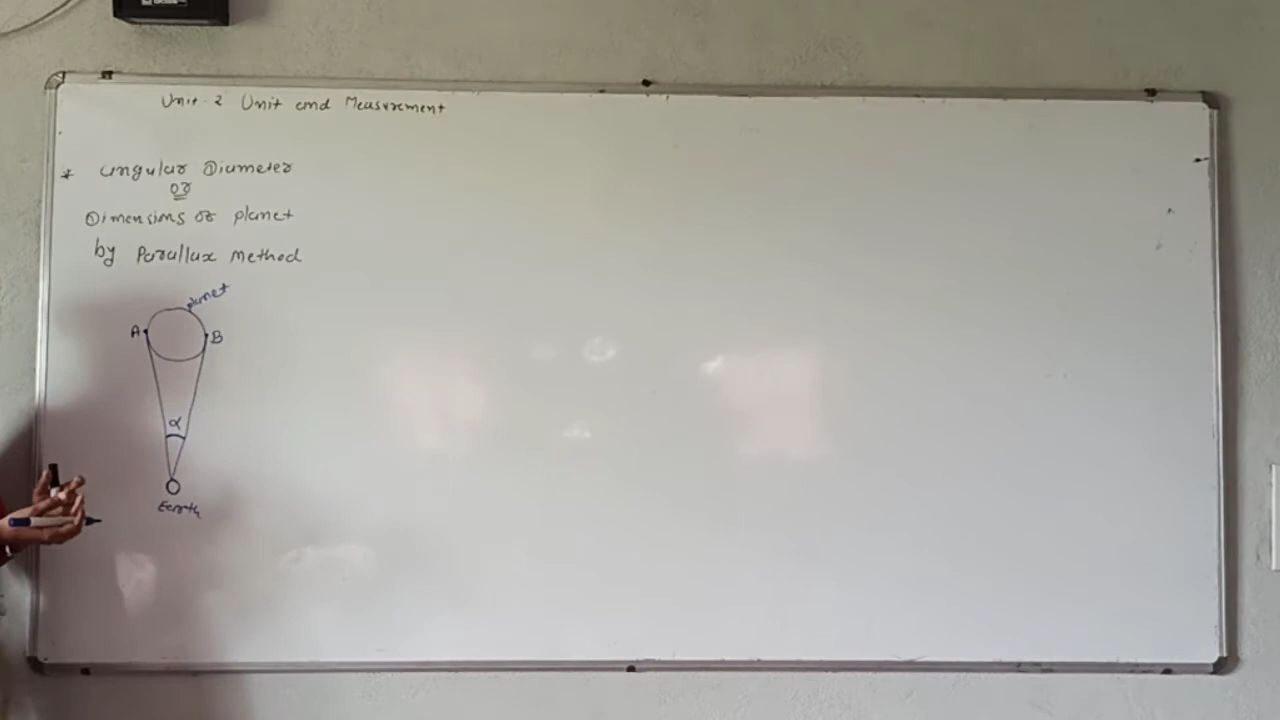 Unit-2 Unit and Measurement
* Angular Diameter
or
Dimensions of planet
by Parallax method
planet
A B
α
Earth